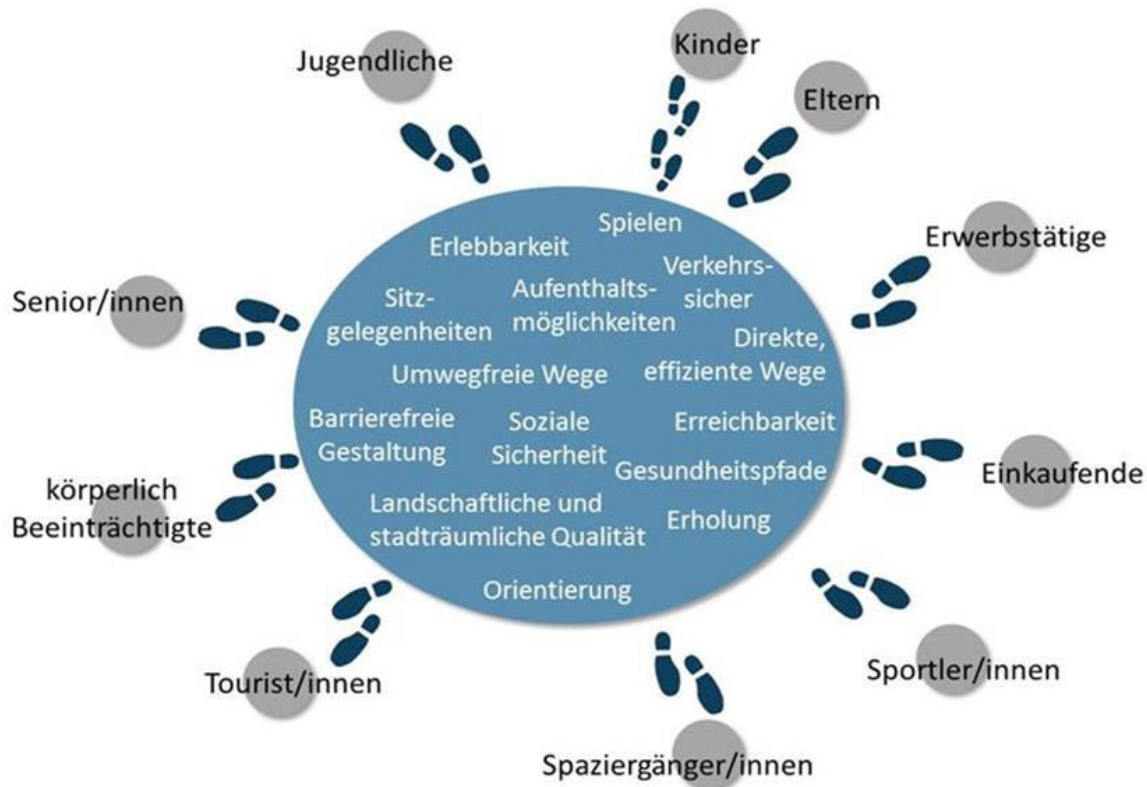 Jugendliche
Kinder
Eltern
Erwerbstätige
Senior/innen
Einkaufende
körperlich
Beeinträchtigte
Sportler/innen
Tourist/innen
Spaziergänger/innen
Spielen
Erlebbarkeit
Verkehrs-
sicher
Aufenthalts-
möglichkeiten
Sitz-
gelegenheiten
Direkte,
effiziente Wege
Umwegfreie Wege
Barrierefreie
Gestaltung
Soziale
Sicherheit
Erreichbarkeit
Gesundheitspfade
Landschaftliche und
stadträumliche Qualität
Erholung
Orientierung